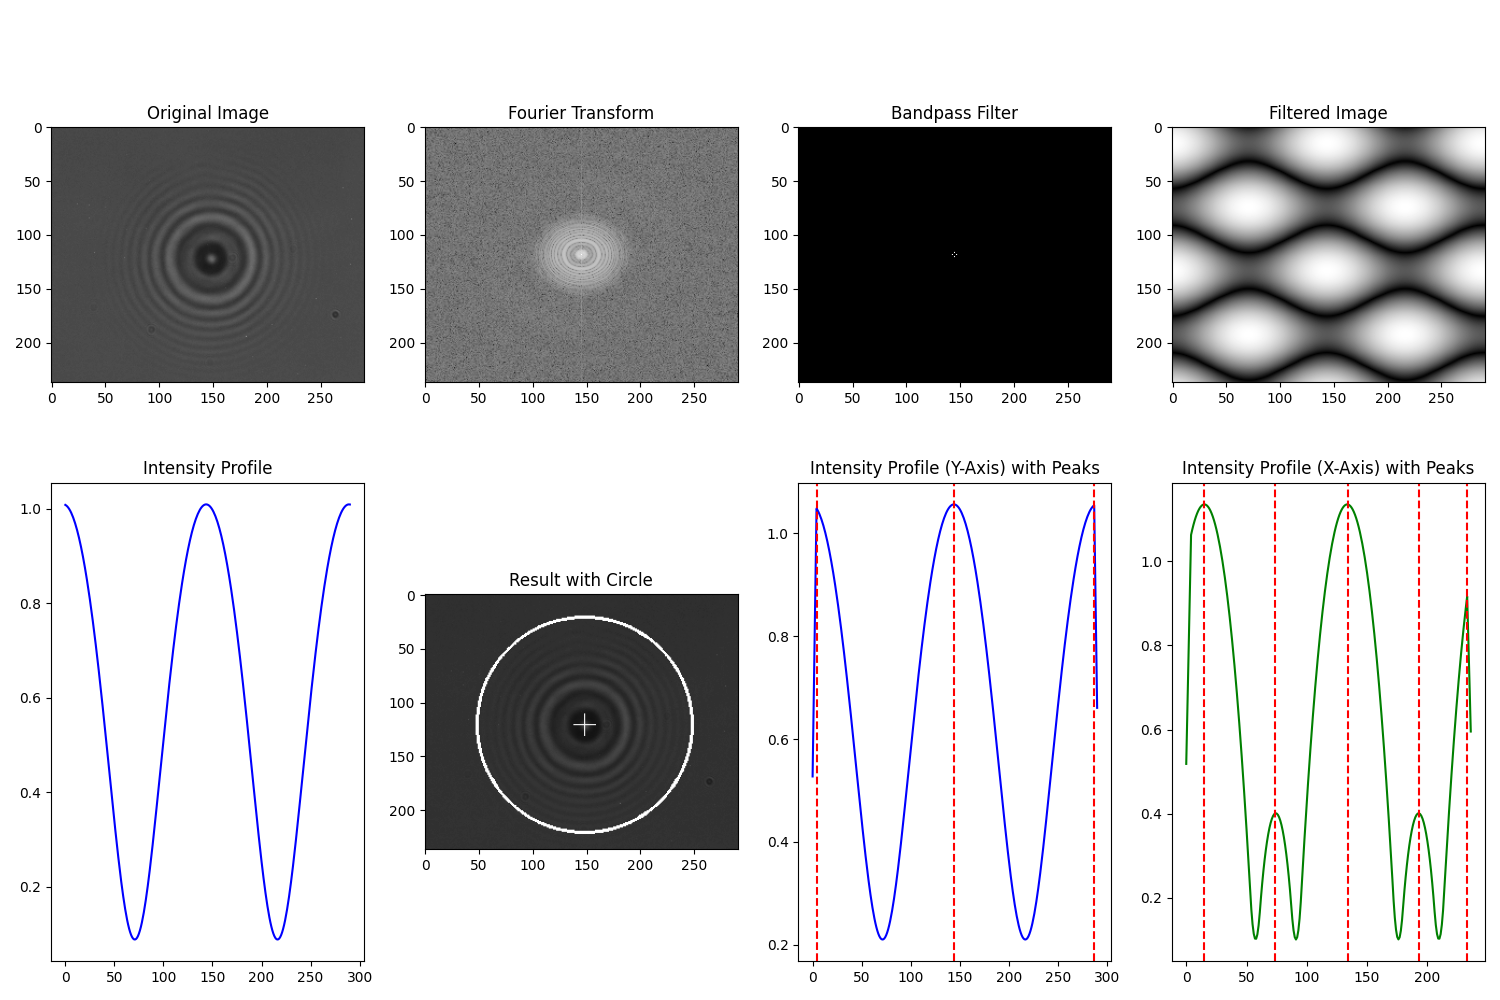 Original Image
Fourier Transform
Bandpass Filter
Filtered Image
0
50
100
150
200
0 50 100 150 200 250
0
50
100
150
200
0 50 100 150 200 250
0
50
100
150
200
0 50 100 150 200 250
0
50
100
150
200
0 50 100 150 200 250
Intensity Profile
1.0
0.8
0.6
0.4
0.2
0 50 100 150 200 250 300
Result with Circle
0
50
100
150
200
0 50 100 150 200 250
Intensity Profile (Y-Axis) with Peaks
1.0
0.8
0.6
0.4
0.2
0 50 100 150 200 250 300
Intensity Profile (X-Axis) with Peaks
1.0
0.8
0.6
0.4
0.2
0 50 100 150 200